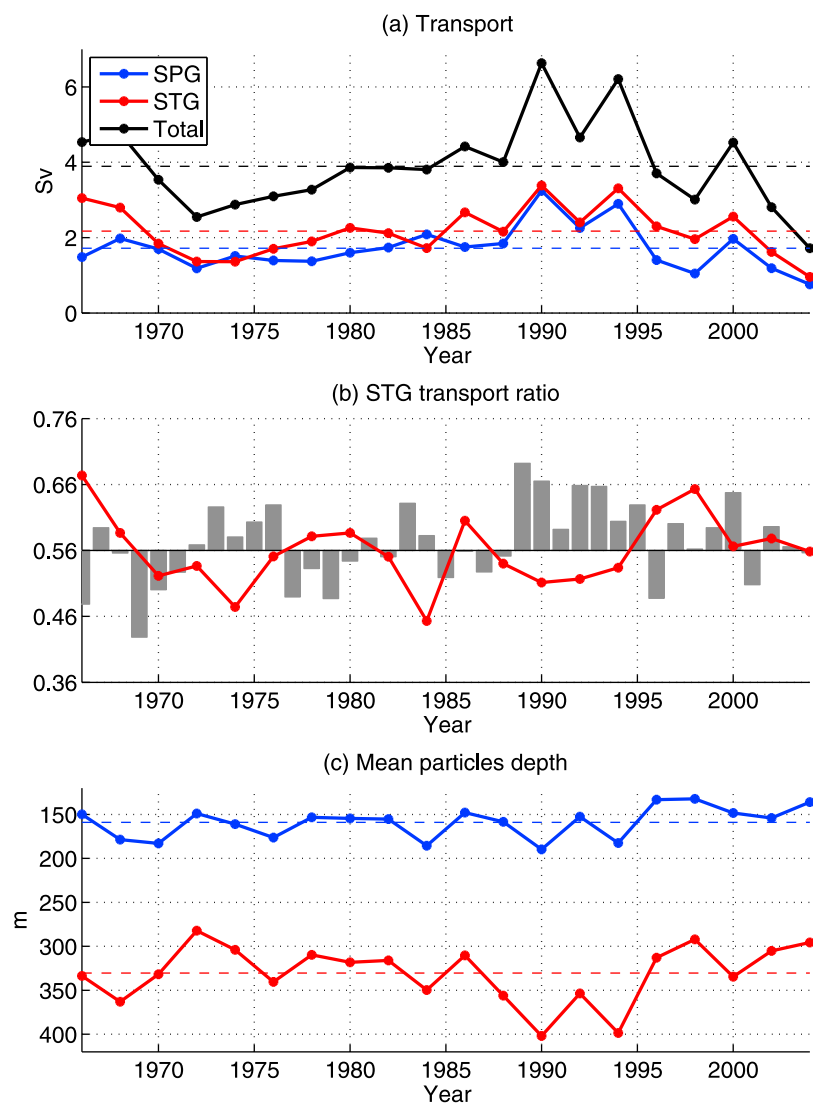 (a) Transport
SPG
STG
Total
6
4
2
0
Sv
1970 1975 1980 1985 1990 1995 2000
Year
(b) STG transport ratio
0.76
0.66
0.56
0.46
0.36
1970 1975 1980 1985 1990 1995 2000
Year
(c) Mean particles depth
150
200
250
300
350
400
m
1970 1975 1980 1985 1990 1995 2000
Year